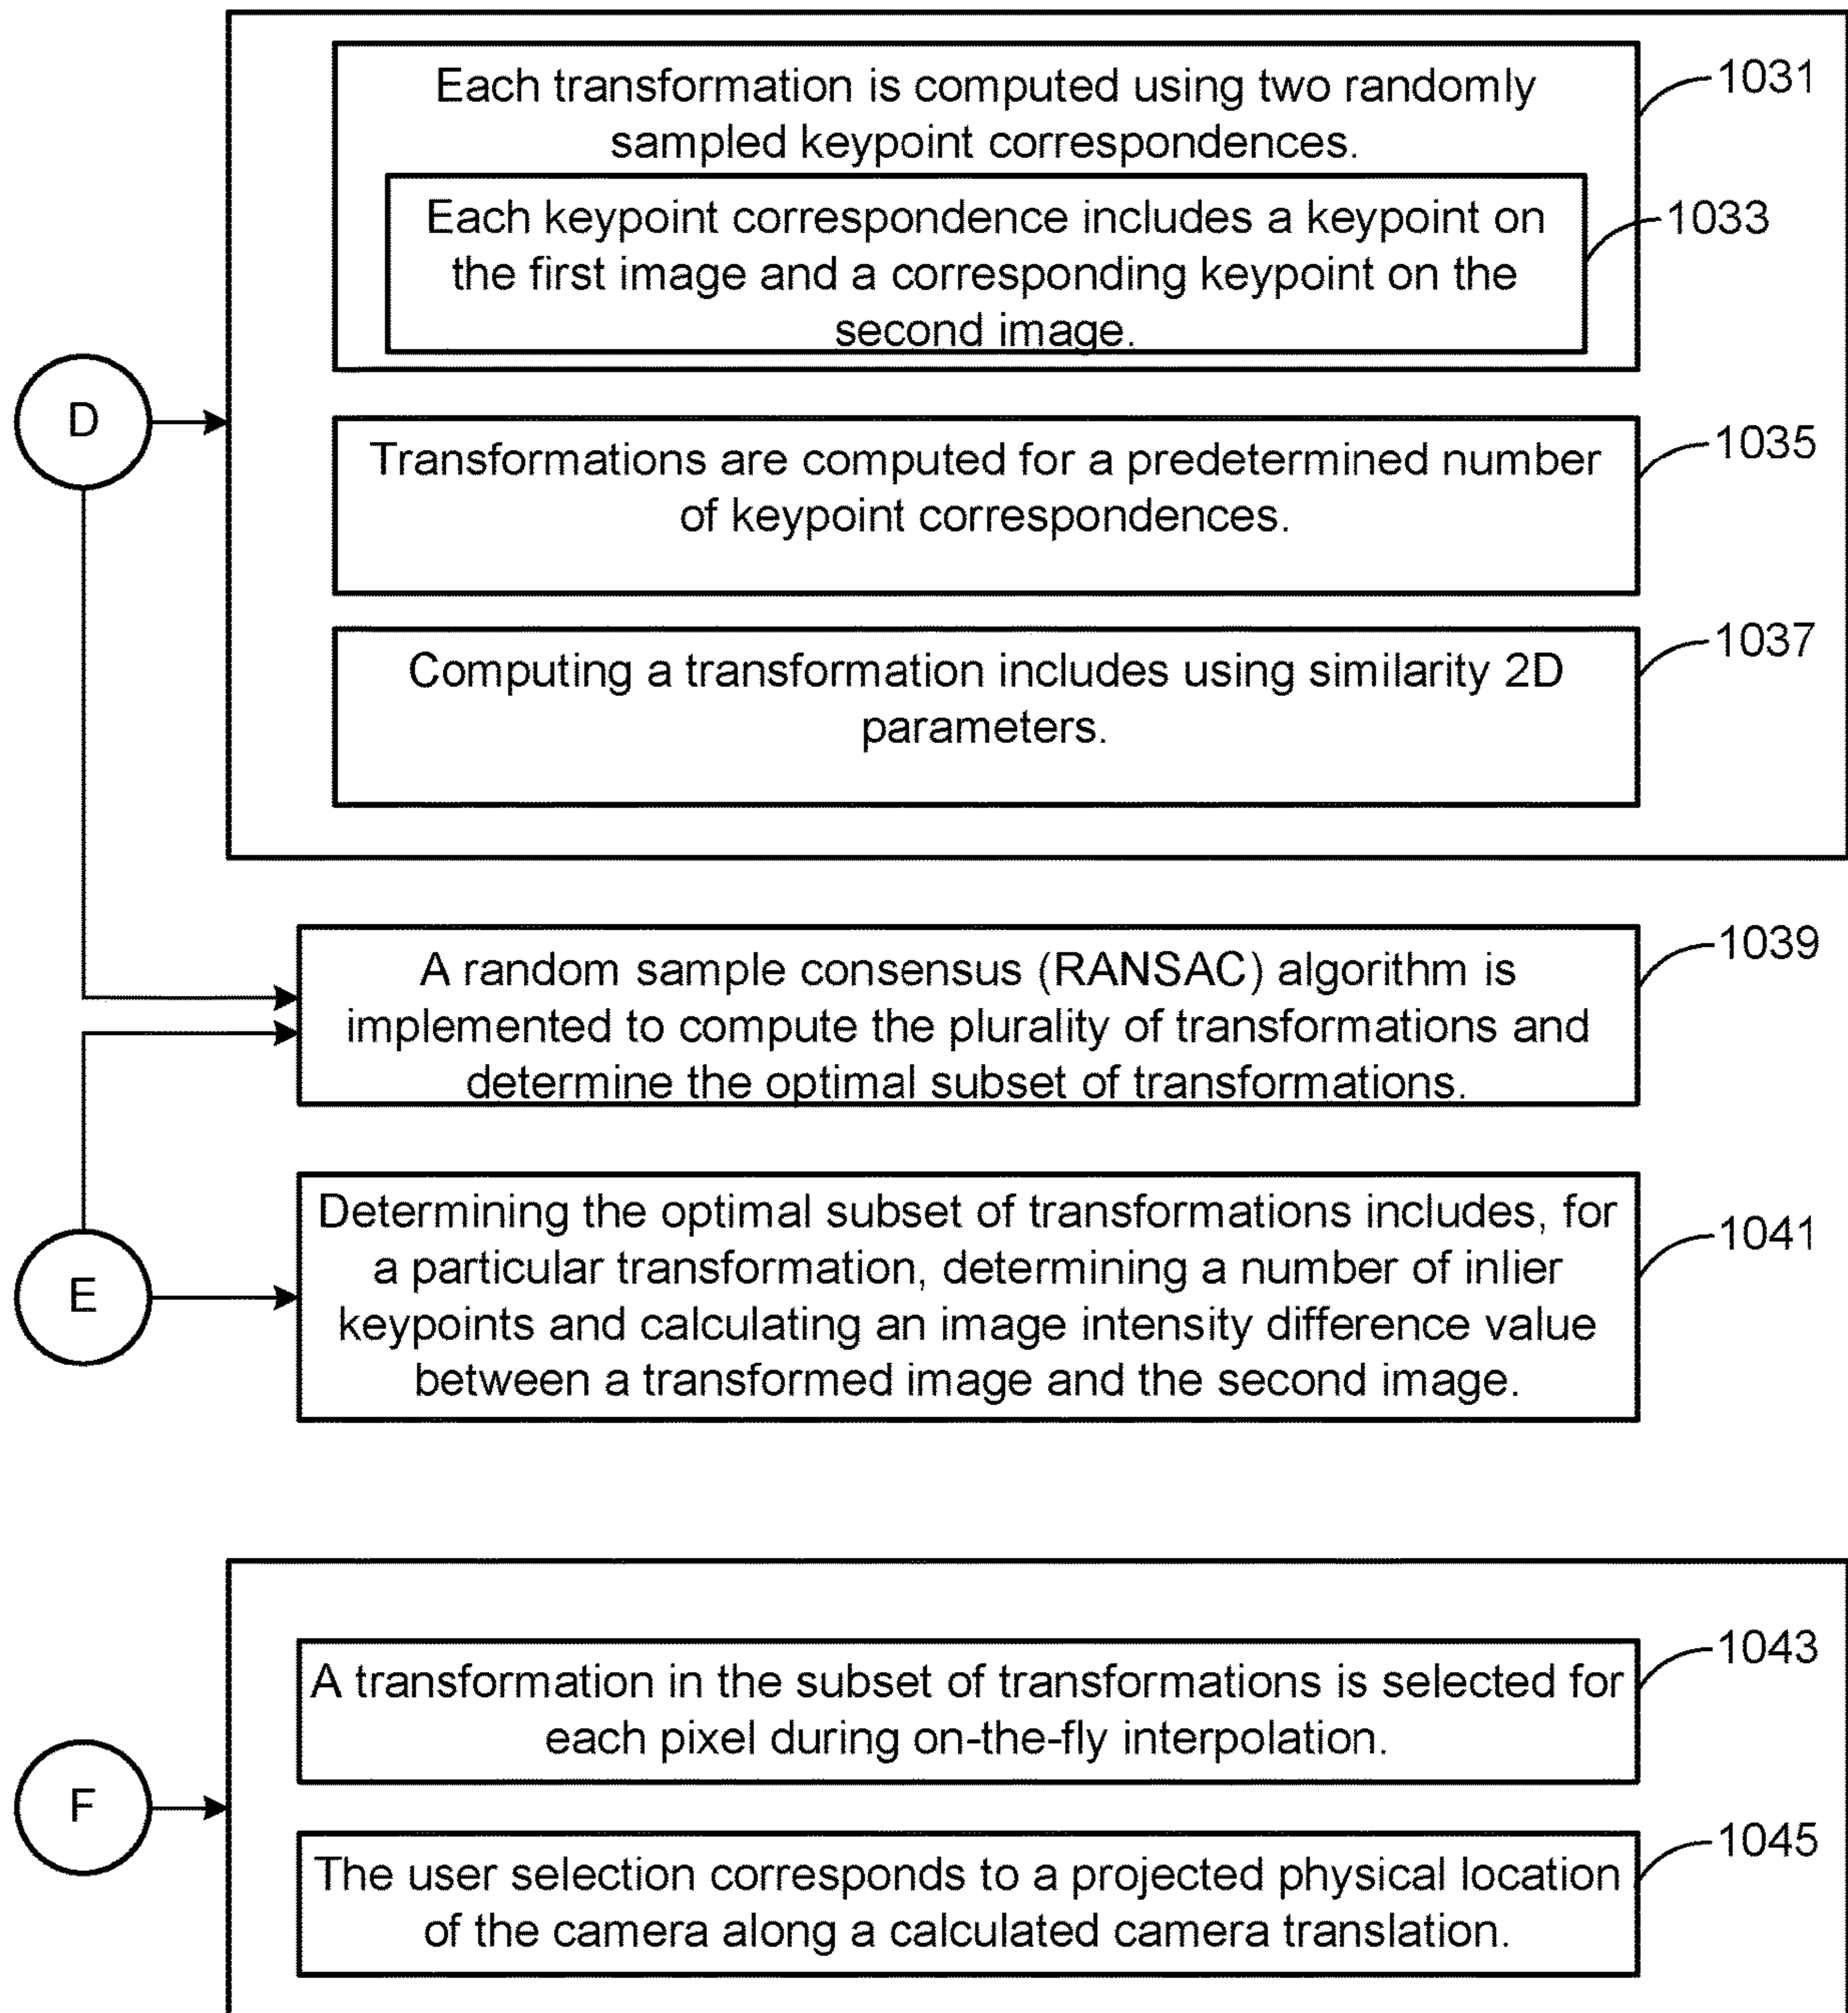 Each transformation is computed using two randomly
sampled keypoint correspondences.
1031
Each keypoint correspondence includes a keypoint on
the first image and a corresponding keypoint on the
second image.
1033
D
Transformations are computed for a predetermined number
of keypoint correspondences.
1035
Computing a transformation includes using similarity 2D
parameters.
1037
A random sample consensus (RANSAC) algorithm is
implemented to compute the plurality of transformations and
determine the optimal subset of transformations.
1039
E
Determining the optimal subset of transformations includes, for
a particular transformation, determining a number of inlier
keypoints and calculating an image intensity difference value
between a transformed image and the second image.
1041
F
A transformation in the subset of transformations is selected for
each pixel during on-the-fly interpolation.
1043
The user selection corresponds to a projected physical location
of the camera along a calculated camera translation.
1045